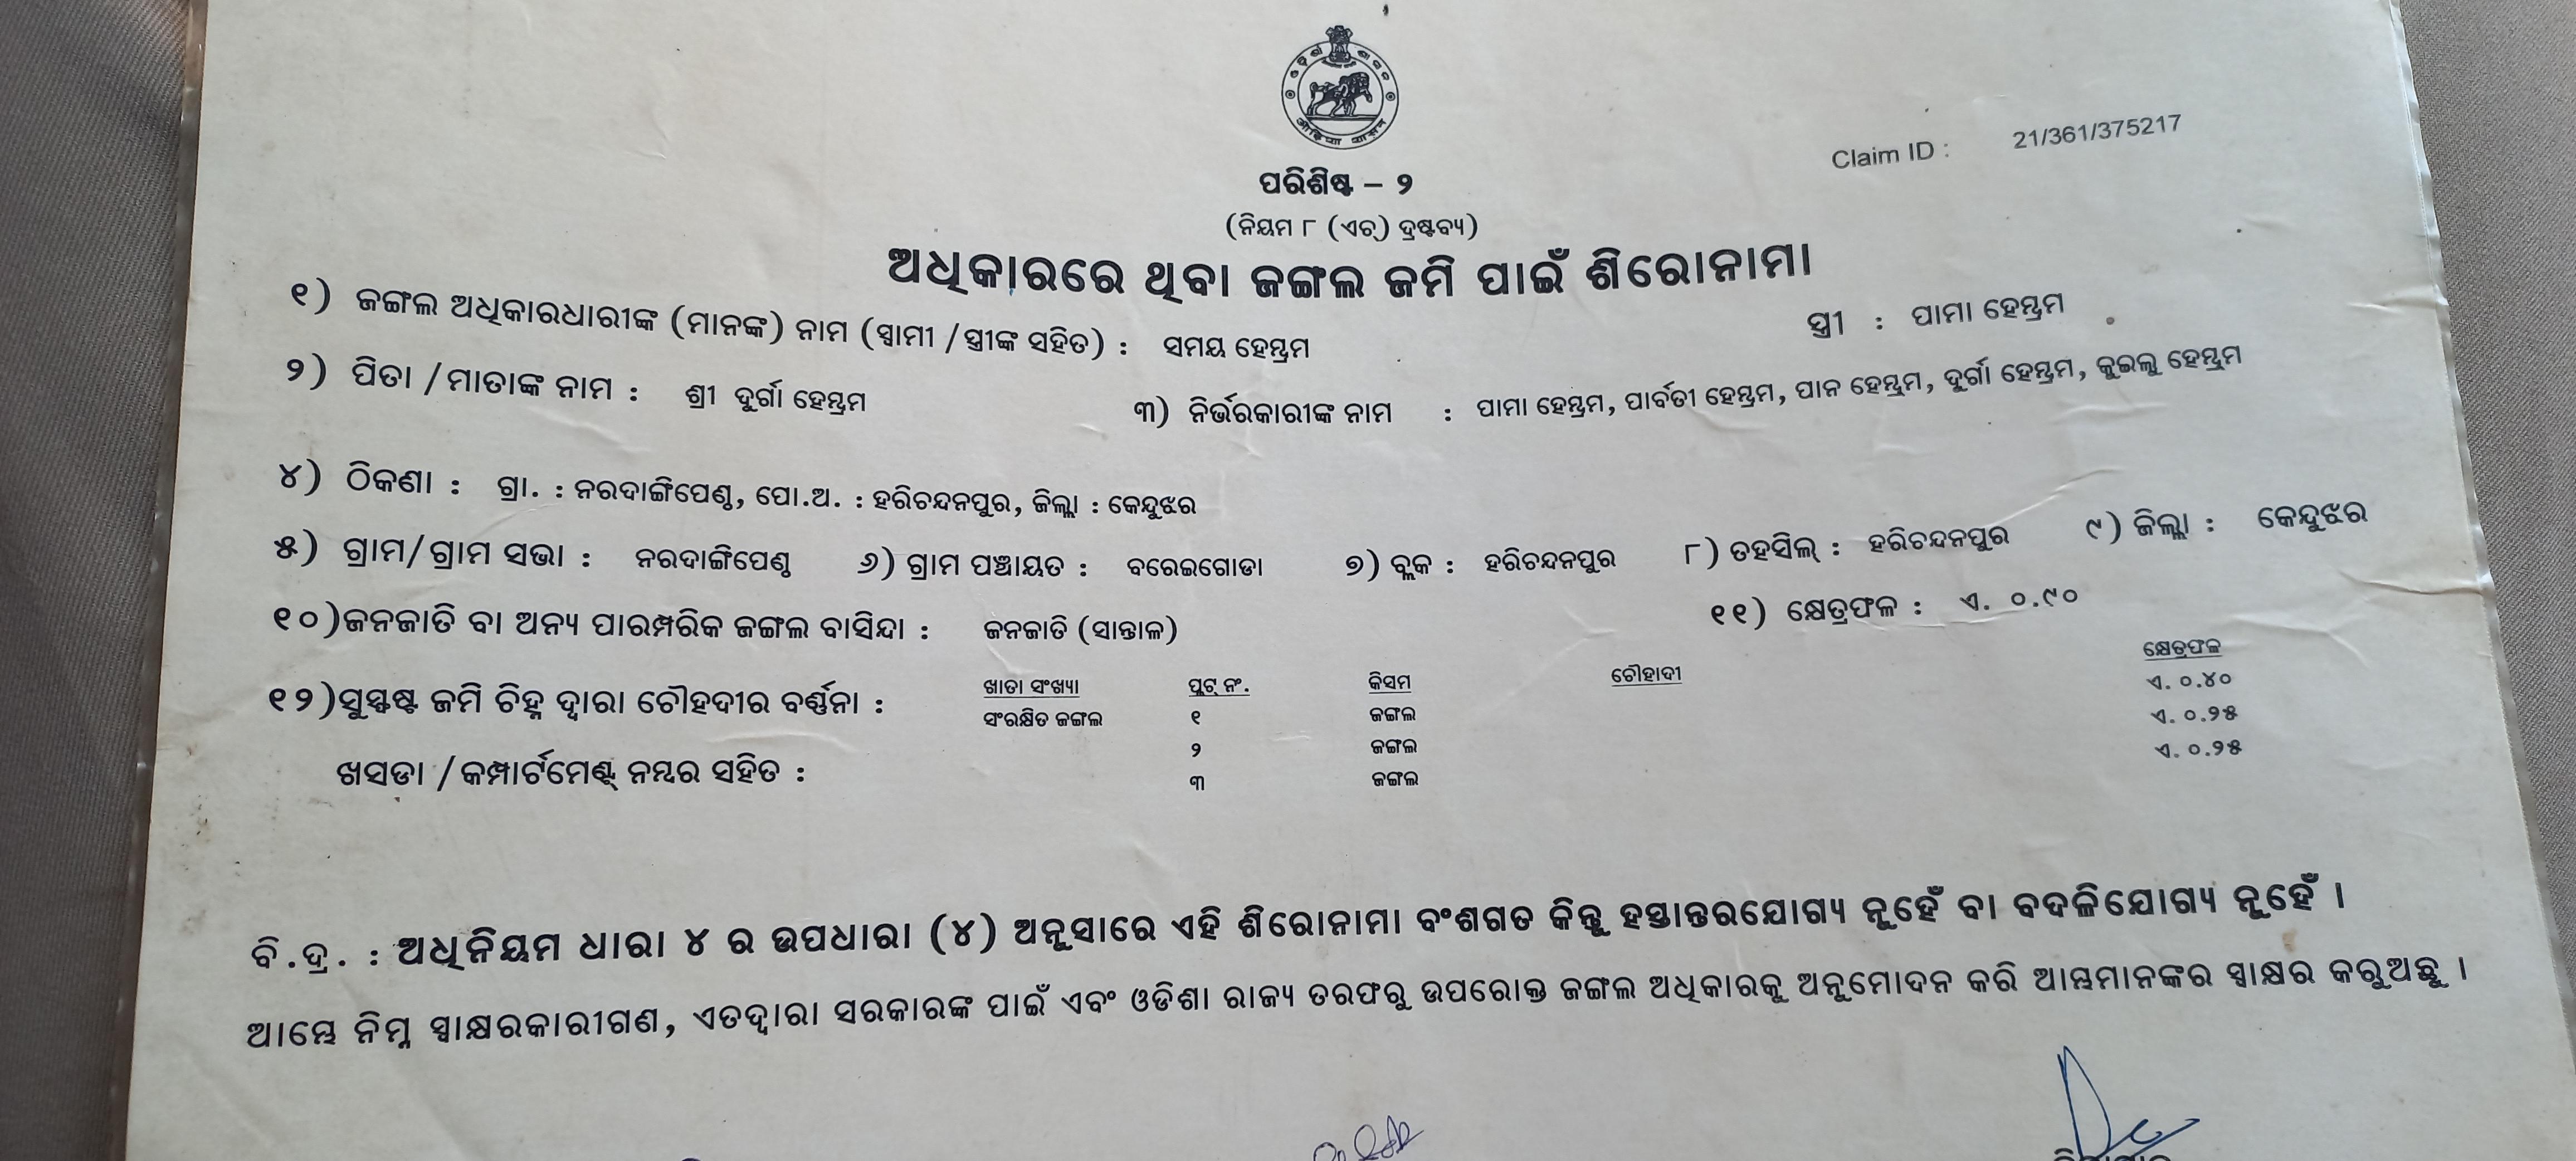 Claim ID : 21/361/375217
ପରିଶିଷ୍ଟ – ୨
(ନିୟମ ୮ (ଏଚ୍) ଦ୍ରଷ୍ଟବ୍ୟ)
ଅଧିକାରରେ ଥିବା ଜଙ୍ଗଲ ଜମି ପାଇଁ ଶିରୋନାମା
୧) ଜଙ୍ଗଲ ଅଧିକାରଧାରୀଙ୍କ (ମାନଙ୍କ) ନାମ (ସ୍ୱାମୀ /ସ୍ତ୍ରୀଙ୍କ ସହିତ) : ସମୟ ହେମ୍ବ୍ରମ ସ୍ତ୍ରୀ : ପାମା ହେମ୍ବ୍ରମ
୨) ପିତା /ମାତାଙ୍କ ନାମ : ଶ୍ରୀ ଦୁର୍ଗା ହେମ୍ବ୍ରମ ୩) ନିର୍ଭରକାରୀଙ୍କ ନାମ : ପାମା ହେମ୍ବ୍ରମ, ପାର୍ବତୀ ହେମ୍ବ୍ରମ, ପାନ ହେମ୍ବ୍ରମ, ଦୁର୍ଗା ହେମ୍ବ୍ରମ, କୁଇଲୁ ହେମ୍ବ୍ରମ
୪) ଠିକଣା : ଗ୍ରା. : ନରଦାଙ୍ଗିପେଣ୍ଠ, ପୋ.ଅ. : ହରିଚନ୍ଦନପୁର, ଜିଲ୍ଲା : କେନ୍ଦୁଝର
୫) ଗ୍ରାମ/ଗ୍ରାମ ସଭା : ନରଦାଙ୍ଗିପେଣ୍ଠ ୬) ଗ୍ରାମ ପଞ୍ଚାୟତ : ବରେଇଗୋଡା ୭) ବ୍ଲକ : ହରିଚନ୍ଦନପୁର ୮) ତହସିଲ୍ : ହରିଚନ୍ଦନପୁର ୯) ଜିଲ୍ଲା : କେନ୍ଦୁଝର
୧୦)ଜନଜାତି ବା ଅନ୍ୟ ପାରମ୍ପରିକ ଜଙ୍ଗଲ ବାସିନ୍ଦା : ଜନଜାତି (ସାନ୍ତାଳ) ୧୧) କ୍ଷେତ୍ରଫଳ : ଏ. ୦.୯୦
୧୨)ସୁସ୍ପଷ୍ଟ ଜମି ଚିହ୍ନ ଦ୍ୱାରା ଚୌହଦୀର ବର୍ଣ୍ଣନା : ଖାତା ସଂଖ୍ୟା ପ୍ଲଟ୍ ନଂ. କିସମ ଚୌହାଦୀ କ୍ଷେତ୍ରଫଳ
ସଂରକ୍ଷିତ ଜଙ୍ଗଲ ୧ ଜଙ୍ଗଲ ଏ. ୦.୪୦
୨ ଜଙ୍ଗଲ ଏ. ୦.୨୫
ଖସଡା /କମ୍ପାର୍ଟମେଣ୍ଟ୍ ନମ୍ବର ସହିତ : ୩ ଜଙ୍ଗଲ ଏ. ୦.୨୫
ବି.ଦ୍ର. : ଅଧିନିୟମ ଧାରା ୪ ର ଉପଧାରା (୪) ଅନୁସାରେ ଏହି ଶିରୋନାମା ବଂଶଗତ କିନ୍ତୁ ହସ୍ତାନ୍ତରଯୋଗ୍ୟ ନୁହେଁ ବା ବଦଳିଯୋଗ୍ୟ ନୁହେଁ ।
ଆମ୍ଭେ ନିମ୍ନ ସ୍ୱାକ୍ଷରକାରୀଗଣ, ଏତଦ୍ୱାରା ସରକାରଙ୍କ ପାଇଁ ଏବଂ ଓଡିଶା ରାଜ୍ୟ ତରଫରୁ ଉପରୋକ୍ତ ଜଙ୍ଗଲ ଅଧିକାରକୁ ଅନୁମୋଦନ କରି ଆମ୍ଭମାନଙ୍କର ସ୍ୱାକ୍ଷର କରୁଅଛୁ ।